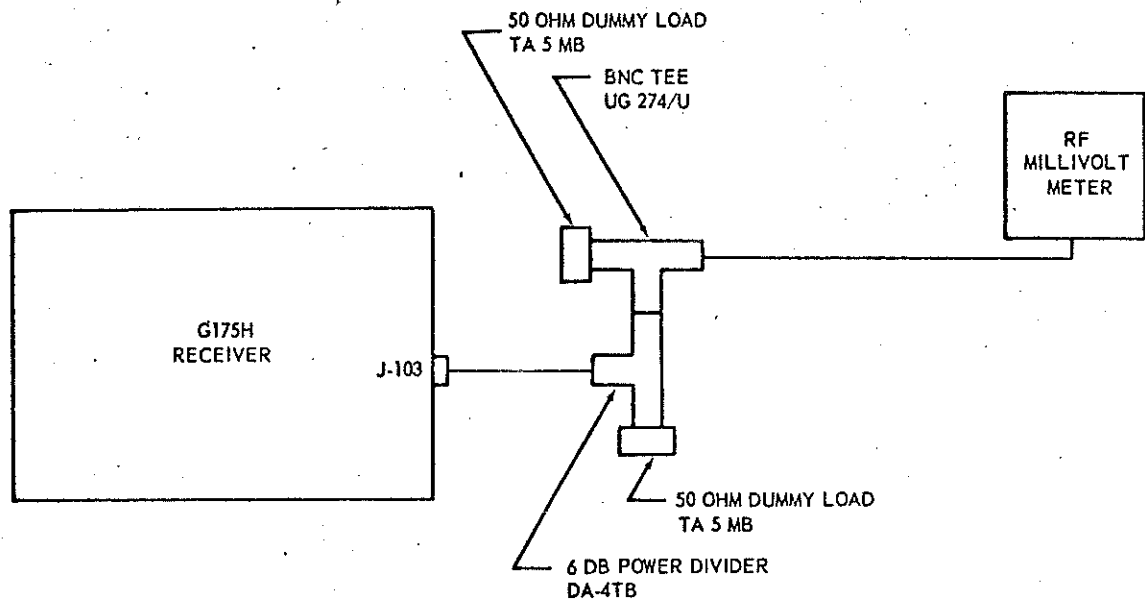 50 OHM DUMMY LOAD
TA 5 MB
BNC TEE
UG 274/U
RF
MILLIVOLT
METER
G175H
RECEIVER
J-103
50 OHM DUMMY LOAD
TA 5 MB
6 DB POWER DIVIDER
DA-4TB